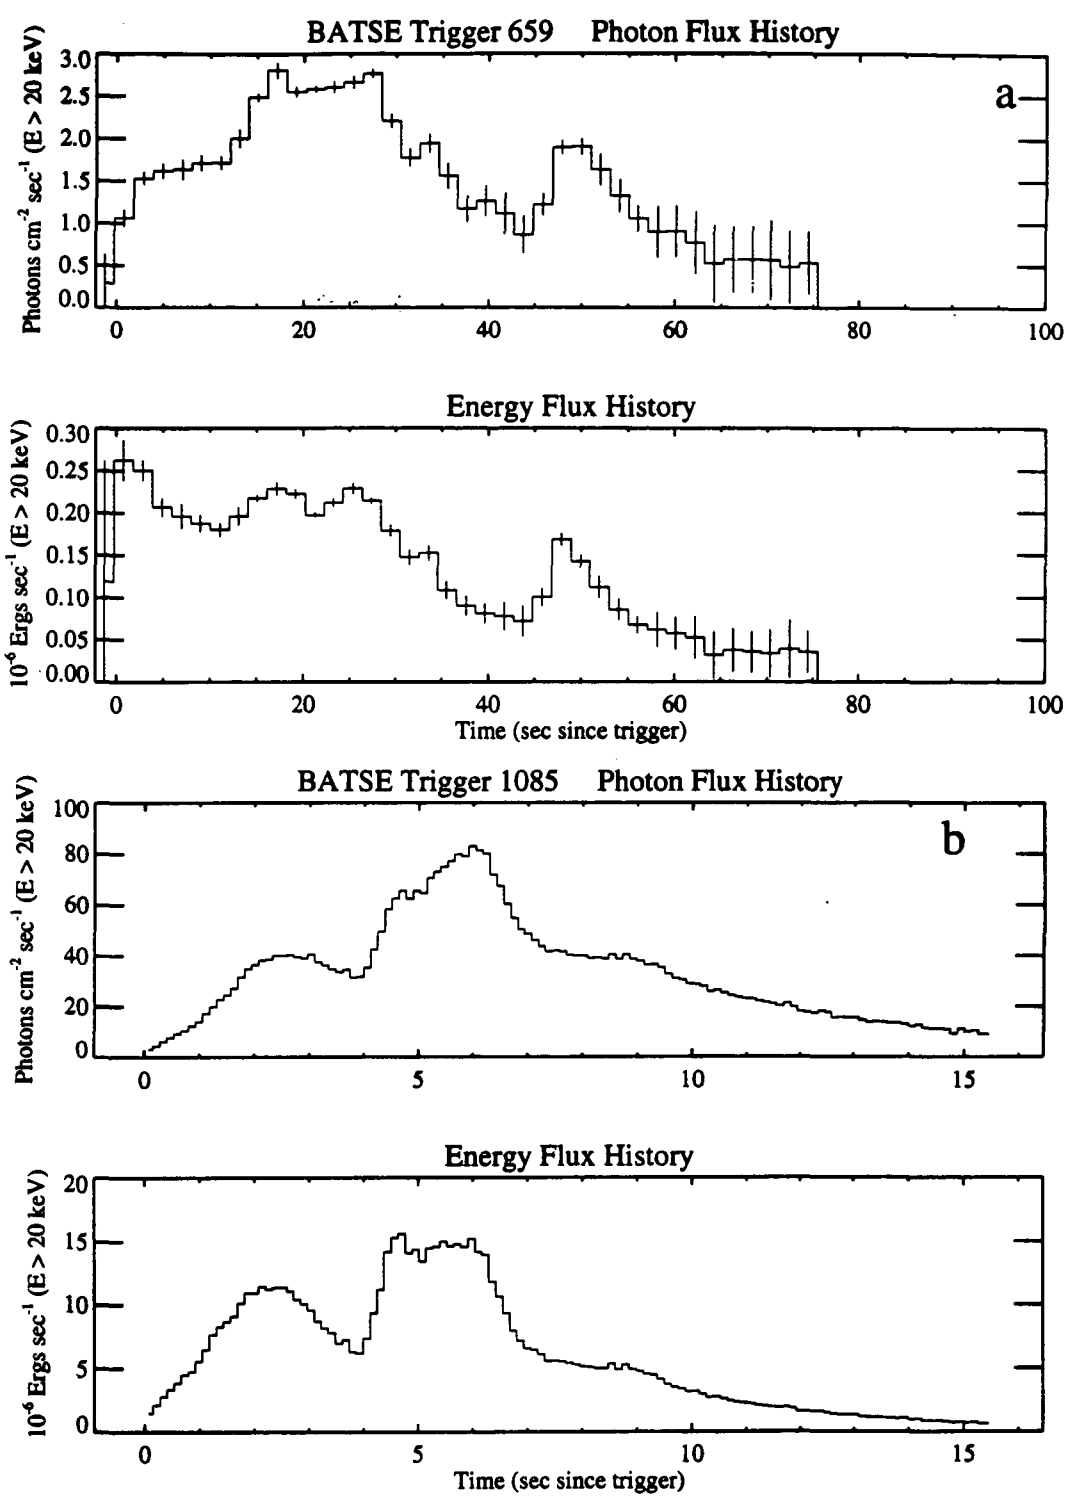 BATSE Trigger 659 Photon Flux History
a
Photons cm-2 sec-1 (E > 20 keV)
3.0
2.5
2.0
1.5
1.0
0.5
0.0
0 20 40 60 80 100
Energy Flux History
10-6 Ergs sec-1 (E > 20 keV)
0.30
0.25
0.20
0.15
0.10
0.05
0.00
0 20 40 60 80 100
Time (sec since trigger)
BATSE Trigger 1085 Photon Flux History
b
Photons cm-2 sec-1 (E > 20 keV)
100
80
60
40
20
0
0 5 10 15
Energy Flux History
10-6 Ergs sec-1 (E > 20 keV)
20
15
10
5
0
0 5 10 15
Time (sec since trigger)